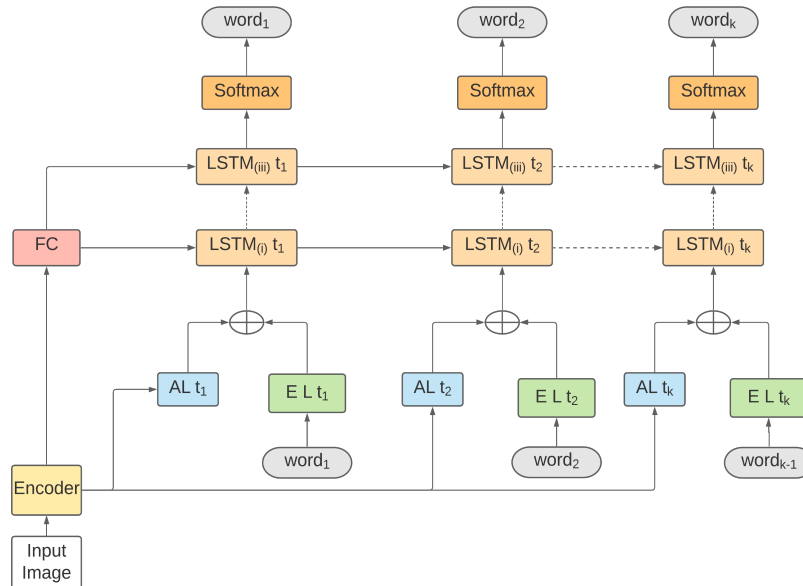 word1 word2 wordk
Softmax Softmax Softmax
LSTM(iii) t1 LSTM(iii) t2 LSTM(iii) tk
FC LSTM(i) t1 LSTM(i) t2 LSTM(i) tk
AL t1 E L t1 AL t2 E L t2 AL tk E L tk
word1 word2 wordk-1
Encoder
Input
Image